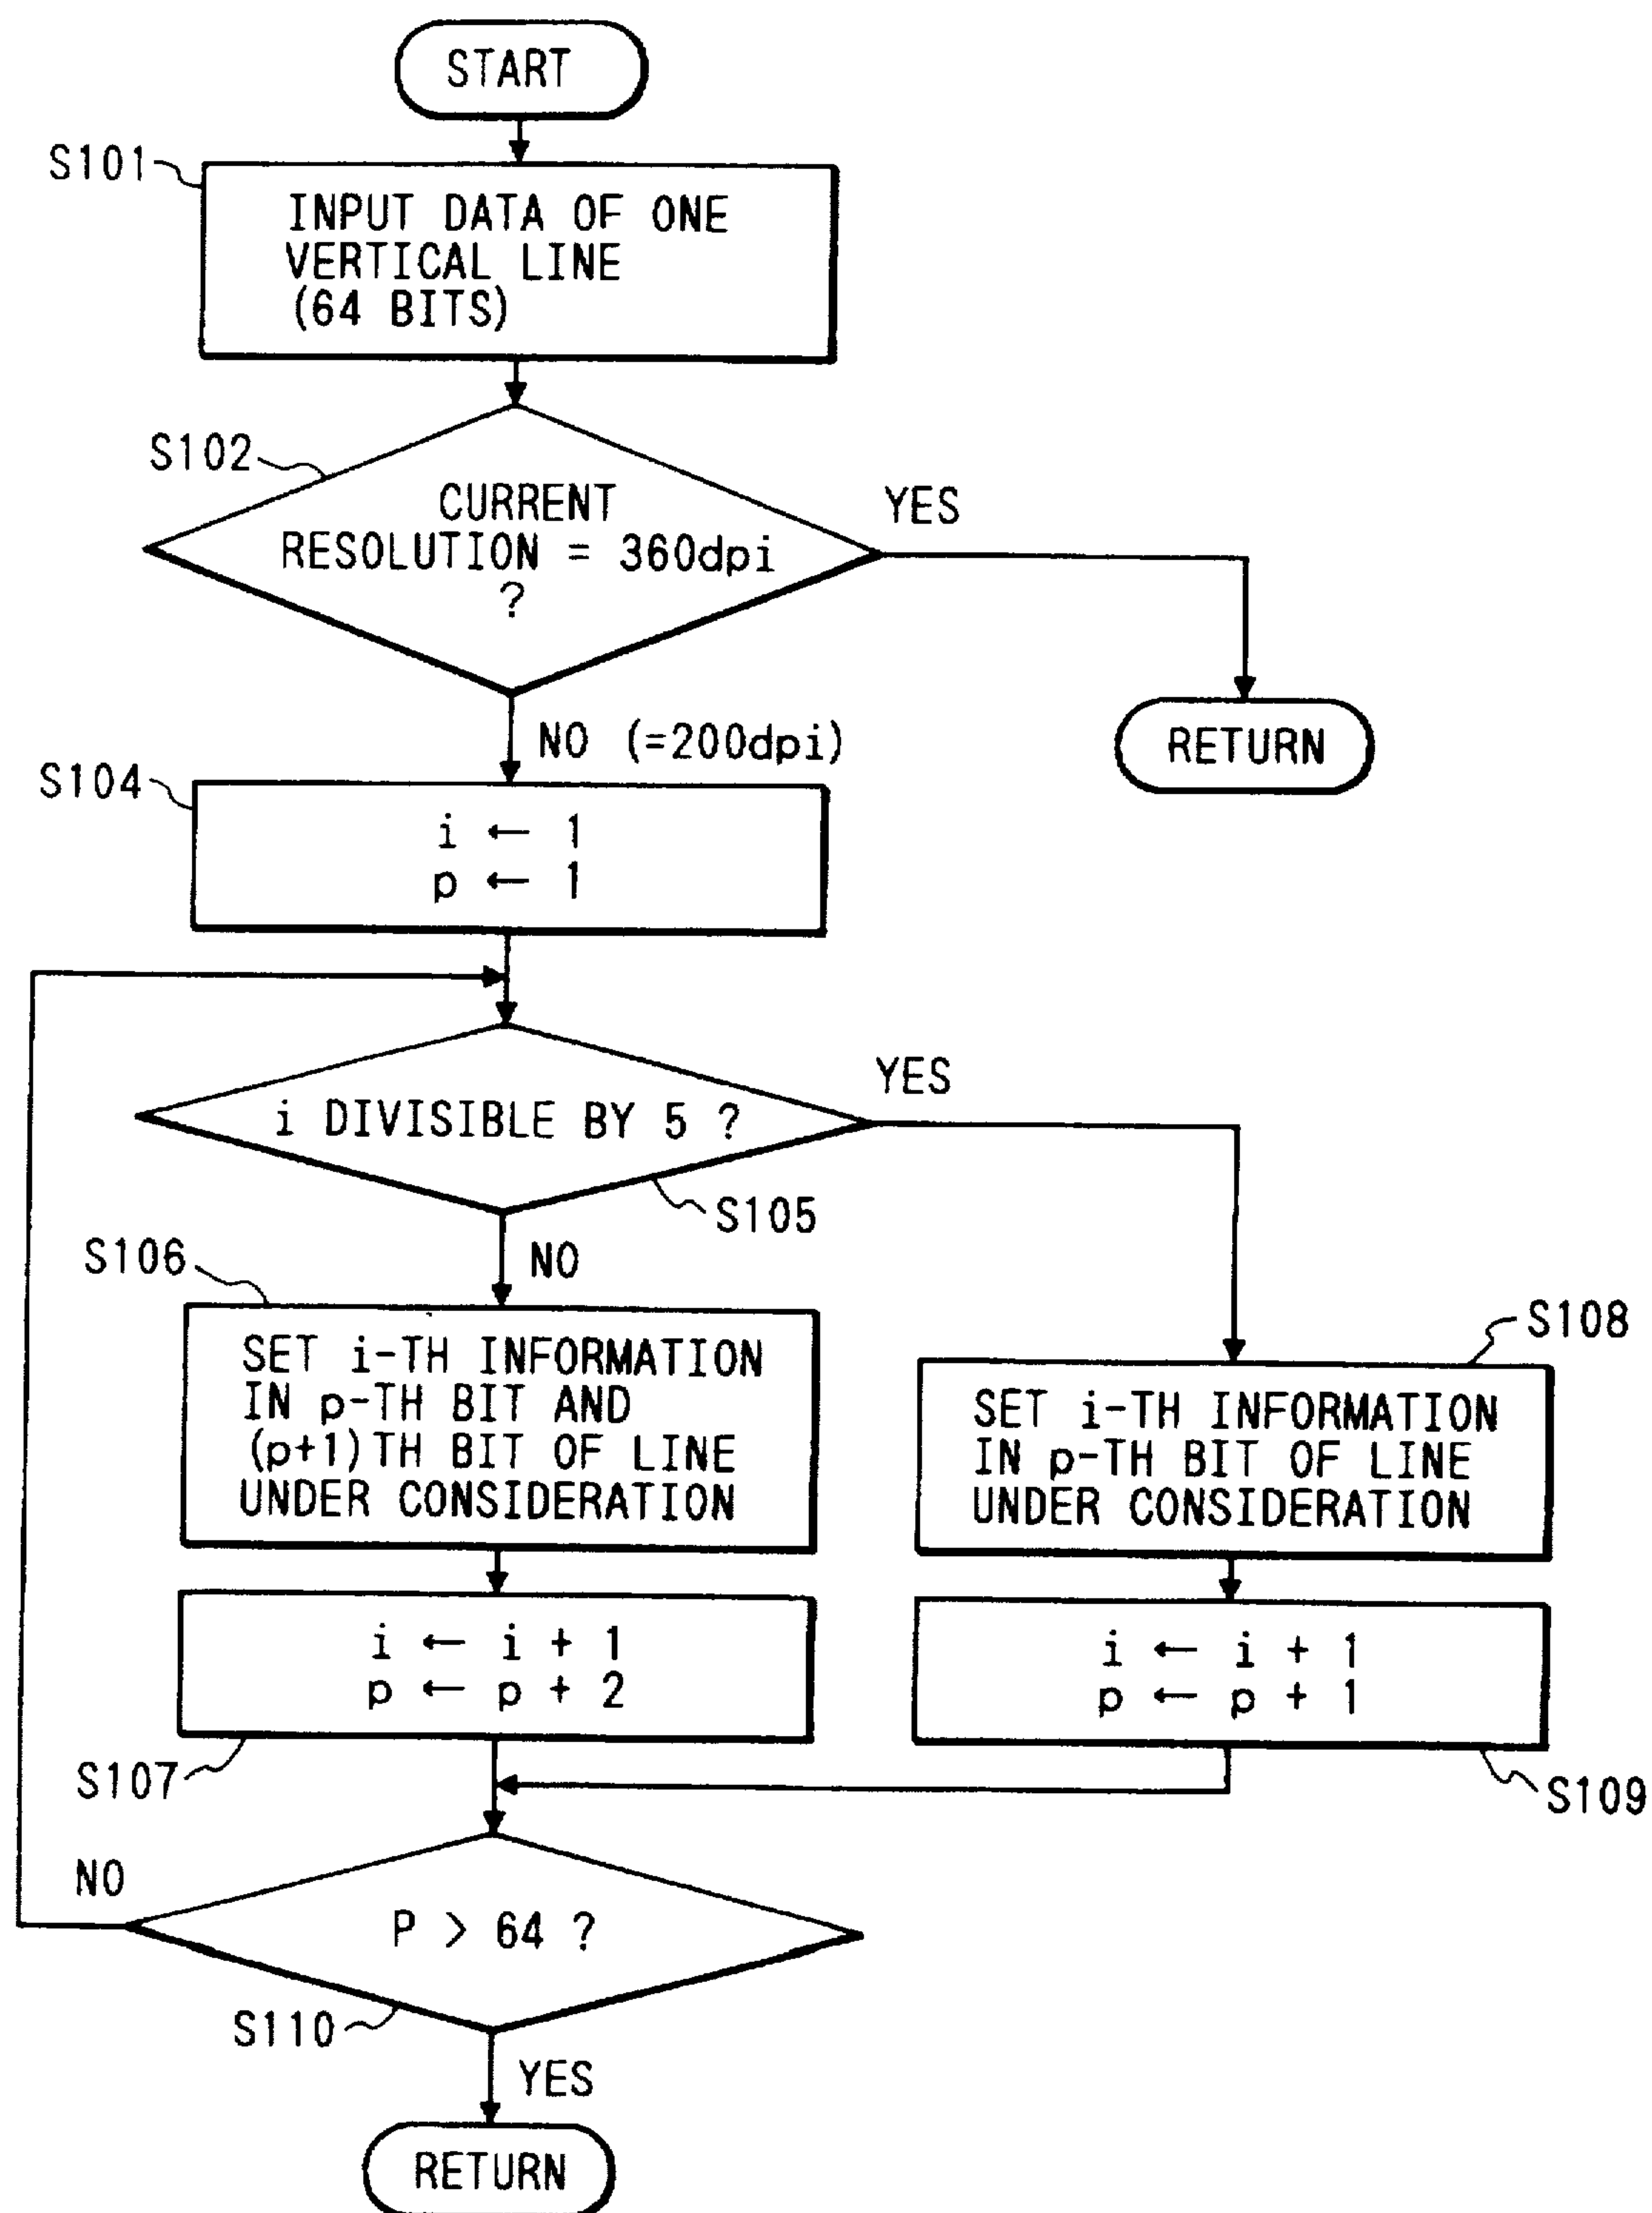 START
S101
INPUT DATA OF ONE
VERTICAL LINE
(64 BITS)
S102
CURRENT
RESOLUTION = 360dpi
?
YES
RETURN
NO (=200dpi)
S104
i ← 1
p ← 1
i DIVISIBLE BY 5 ?
YES
S105
NO
S106
SET i-TH INFORMATION
IN p-TH BIT AND
(p+1)TH BIT OF LINE
UNDER CONSIDERATION
S108
SET i-TH INFORMATION
IN p-TH BIT OF LINE
UNDER CONSIDERATION
i ← i + 1
p ← p + 2
S107
i ← i + 1
p ← p + 1
S109
NO
P > 64 ?
S110
YES
RETURN